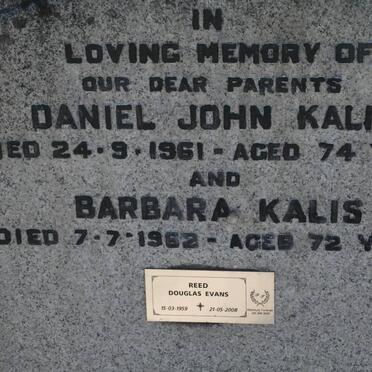 IN
LOVING MEMORY OF
OUR DEAR PARENTS
DANIEL JOHN KALI
IED 24·9·1961 - AGED 74 Y
AND
BARBARA KALIS
DIED 7·7·1962 - AGED 72 Y
REED
DOUGLAS EVANS
15-03-1959 21-05-2008